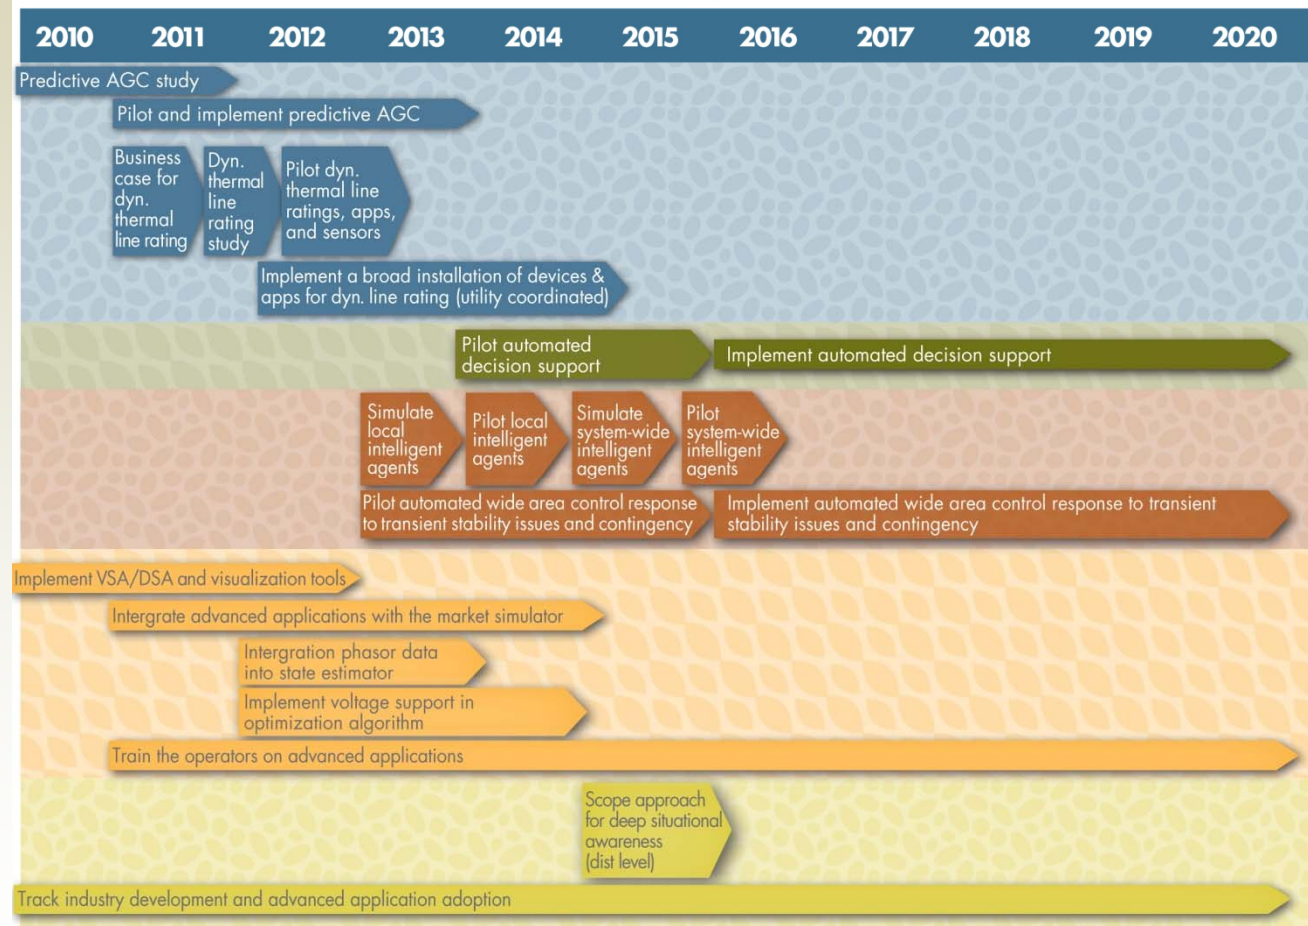 2010 2011 2012 2013 2014 2015 2016 2017 2018 2019 2020
Predictive AGC study
Pilot and implement predictive AGC
Business
case for
dyn.
thermal
line rating
Dyn.
thermal
line
rating
study
Pilot dyn.
thermal line
ratings, apps,
and sensors
Implement a broad installation of devices &
apps for dyn. line rating (utility coordinated)
Pilot automated
decision support
Implement automated decision support
Simulate
local
intelligent
agents
Pilot local
intelligent
agents
Simulate
system-wide
intelligent
agents
Pilot
system-wide
intelligent
agents
Pilot automated wide area control response
to transient stability issues and contingency
Implement automated wide area control response to transient
stability issues and contingency
Implement VSA/DSA and visualization tools
Intergrate advanced applications with the market simulator
Intergration phasor data
into state estimator
Implement voltage support in
optimization algorithm
Train the operators on advanced applications
Scope approach
for deep situational
awareness
(dist level)
Track industry development and advanced application adoption